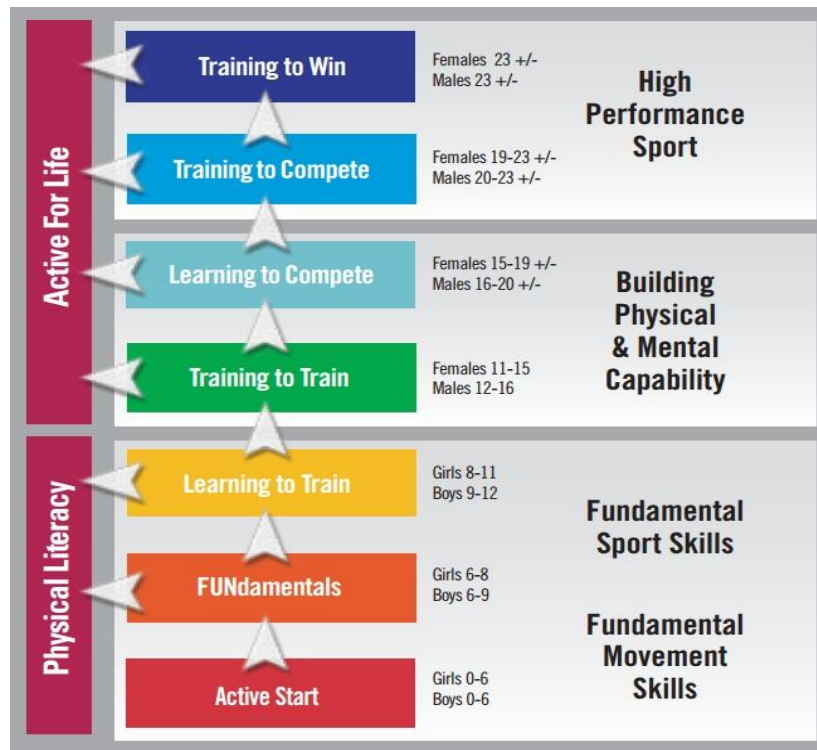 Active For Life
Training to Win
Females 23 +/-
Males 23 +/-
High
Performance
Sport
Training to Compete
Females 19-23 +/-
Males 20-23 +/-
Learning to Compete
Females 15-19 +/-
Males 16-20 +/-
Building
Physical
& Mental
Capability
Training to Train
Females 11-15
Males 12-16
Physical Literacy
Learning to Train
Girls 8-11
Boys 9-12
Fundamental
Sport Skills
FUNdamentals
Girls 6-8
Boys 6-9
Fundamental
Movement
Skills
Active Start
Girls 0-6
Boys 0-6